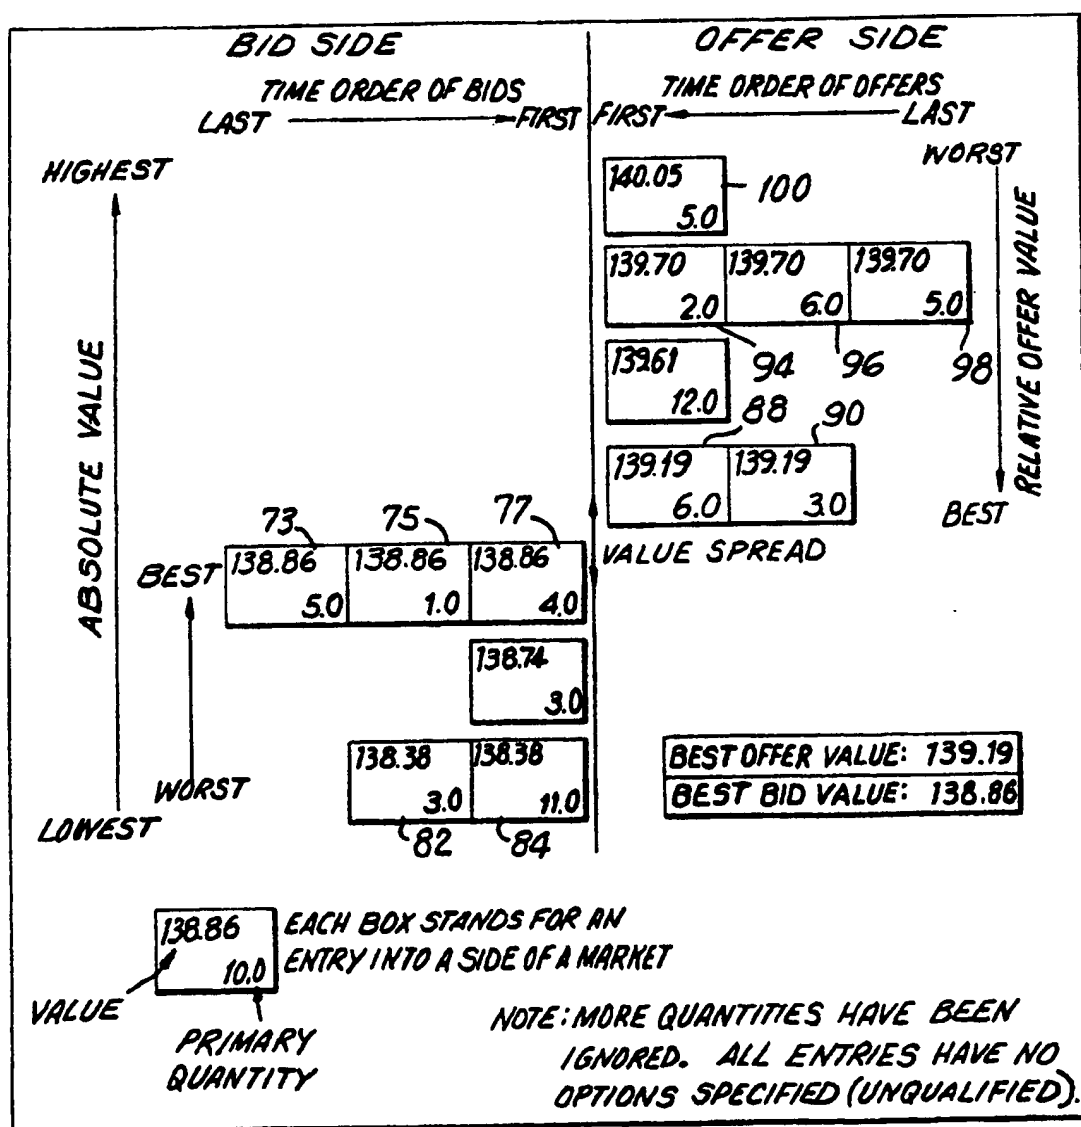 BID SIDE
OFFER SIDE
TIME ORDER OF BIDS
TIME ORDER OF OFFERS
LAST FIRST
FIRST LAST
HIGHEST
WORST
140.05
5.0
100
139.70 139.70 139.70
2.0 6.0 5.0
94 96 98
139.61
12.0
88 90
139.19 139.19
6.0 3.0
RELATIVE OFFER VALUE
BEST
ABSOLUTE VALUE
VALUE SPREAD
73 75 77
BEST
138.86 138.86 138.86
5.0 1.0 4.0
138.74
3.0
138.38 138.38
3.0 11.0
82 84
WORST
LOWEST
BEST OFFER VALUE: 139.19
BEST BID VALUE: 138.86
138.86
10.0
EACH BOX STANDS FOR AN
ENTRY INTO A SIDE OF A MARKET
VALUE
PRIMARY
QUANTITY
NOTE: MORE QUANTITIES HAVE BEEN
IGNORED. ALL ENTRIES HAVE NO
OPTIONS SPECIFIED (UNQUALIFIED).